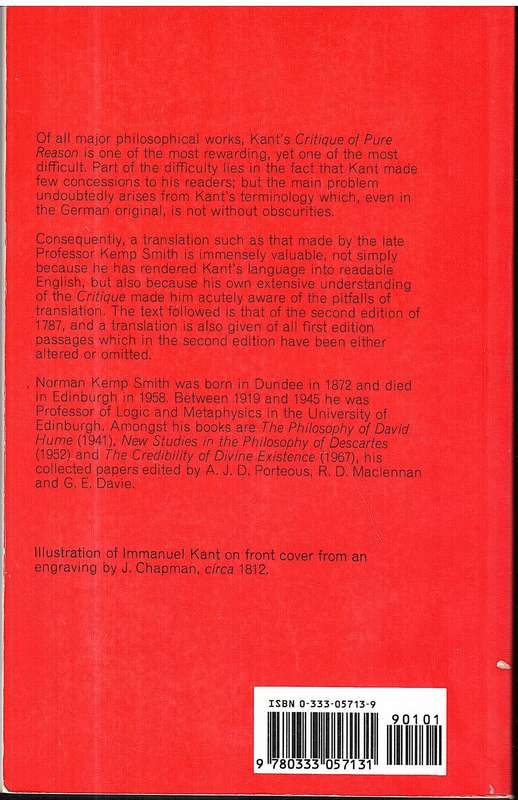 Of all major philosophical works, Kant's Critique of Pure
Reason is one of the most rewarding, yet one of the most
difficult. Part of the difficulty lies in the fact that Kant made
few concessions to his readers; but the main problem
undoubtedly arises from Kant's terminology which, even in
the German original, is not without obscurities.
Consequently, a translation such as that made by the late
Professor Kemp Smith is immensely valuable, not simply
because he has rendered Kant's language into readable
English, but also because his own extensive understanding
of the Critique made him acutely aware of the pitfalls of
translation. The text followed is that of the second edition of
1787, and a translation is also given of all first edition
passages which in the second edition have been either
altered or omitted.
Norman Kemp Smith was born in Dundee in 1872 and died
in Edinburgh in 1958. Between 1919 and 1945 he was
Professor of Logic and Metaphysics in the University of
Edinburgh. Amongst his books are The Philosophy of David
Hume (1941), New Studies in the Philosophy of Descartes
(1952) and The Credibility of Divine Existence (1967), his
collected papers edited by A. J. D. Porteous, R. D. Maclennan
and G. E. Davie.
Illustration of Immanuel Kant on front cover from an
engraving by J. Chapman, circa 1812.
ISBN 0-333-05713-9
90101
9 780333 057131